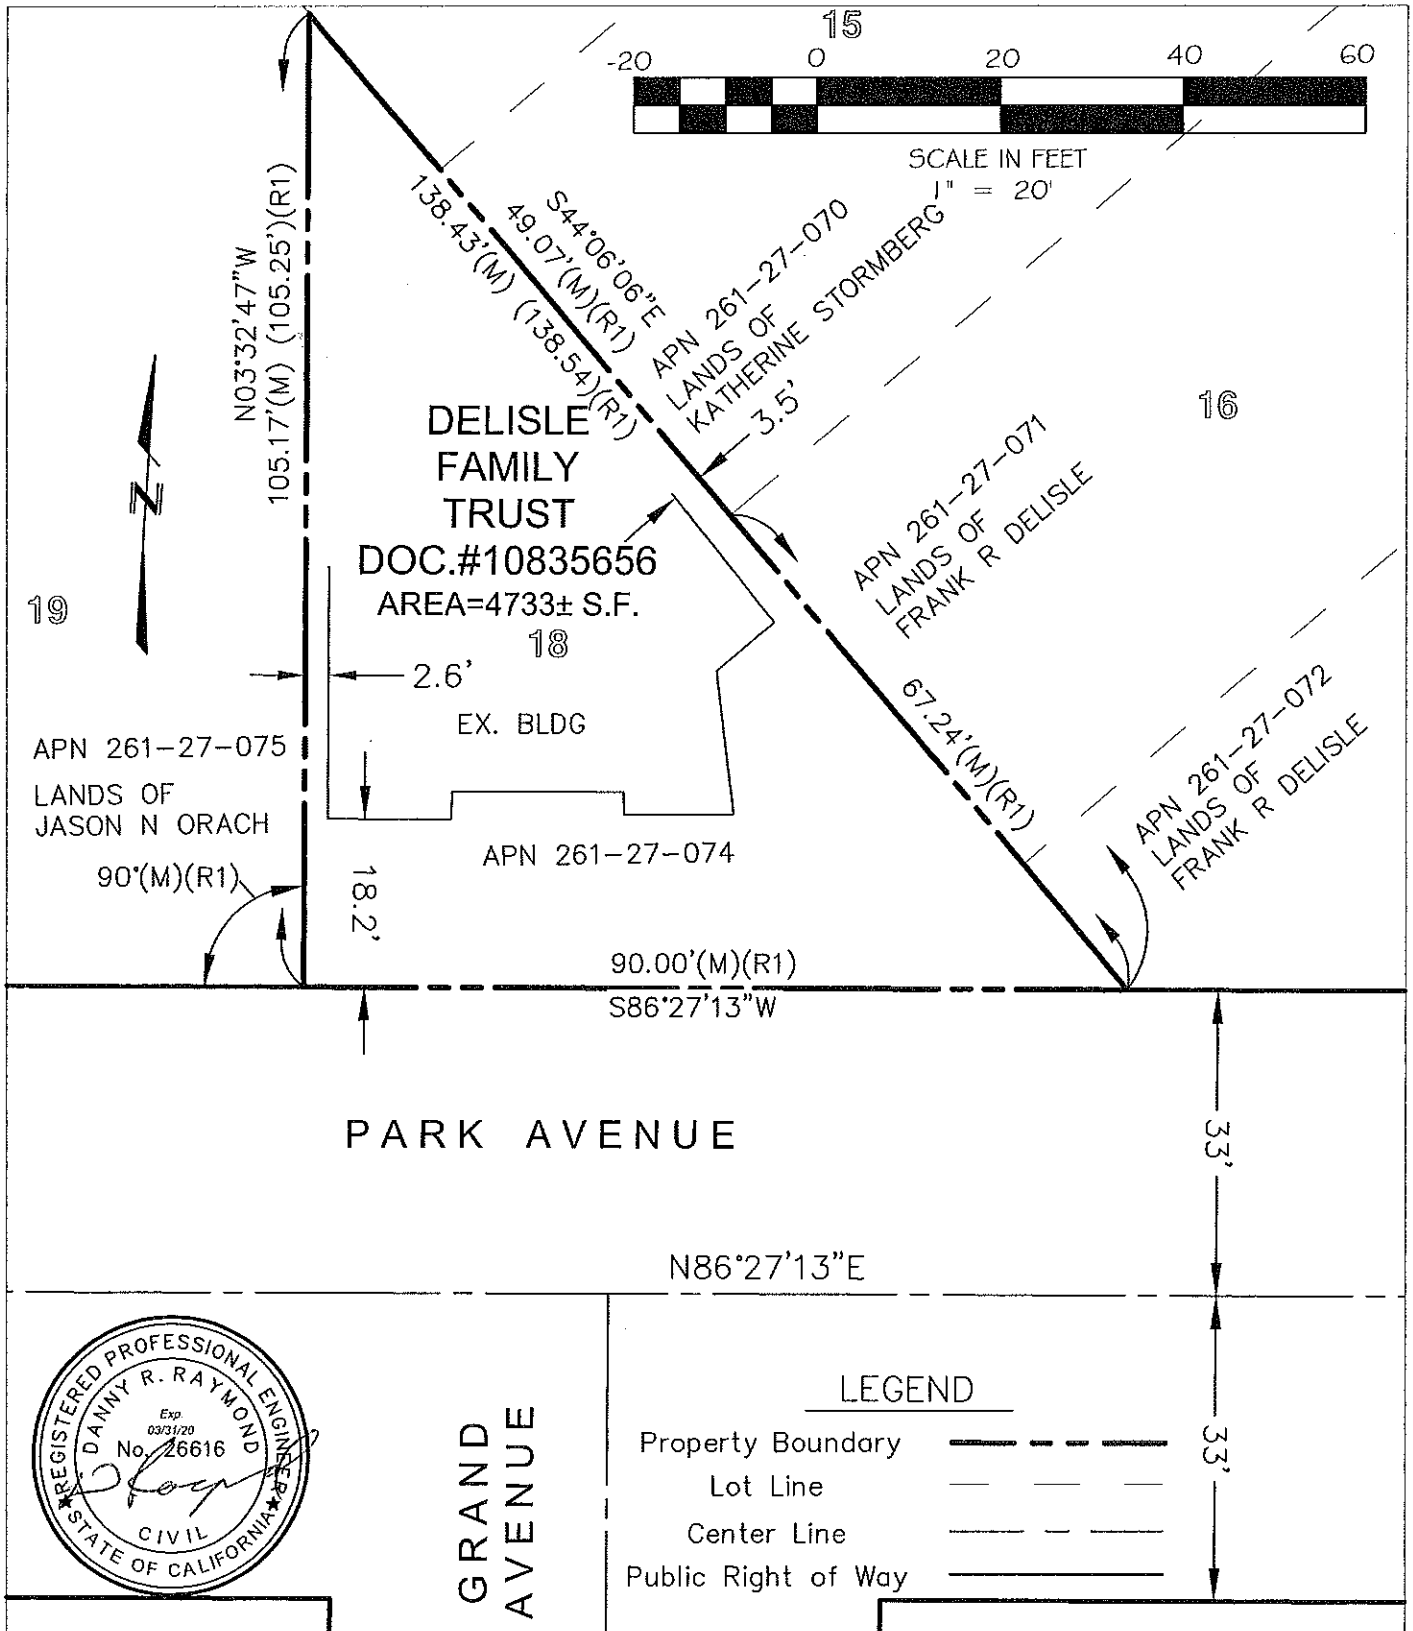 15
-20 0 20 40 60
SCALE IN FEET
1" = 20'
N03°32'47"W
105.17'(M) (105.25')(R1)
S44°06'06"E
49.07'(M)(R1)
138.43'(M) (138.54)(R1)
APN 261-27-070
LANDS OF
KATHERINE STORMBERG
3.5'
16
DELISLE
FAMILY
TRUST
DOC.#10835656
AREA=4733± S.F.
18
N
19
APN 261-27-071
LANDS OF
FRANK R DELISLE
2.6'
EX. BLDG
67.24'(M)(R1)
APN 261-27-072
LANDS OF
FRANK R DELISLE
APN 261-27-075
LANDS OF
JASON N ORACH
90°(M)(R1)
APN 261-27-074
18.2'
90.00'(M)(R1)
S86°27'13"W
PARK AVENUE
33'
N86°27'13"E
33'
REGISTERED PROFESSIONAL ENGINEER
DANNY R. RAYMOND
Exp.
03/31/20
No. 26616
CIVIL
STATE OF CALIFORNIA
GRAND
AVENUE
LEGEND
Property Boundary
Lot Line
Center Line
Public Right of Way